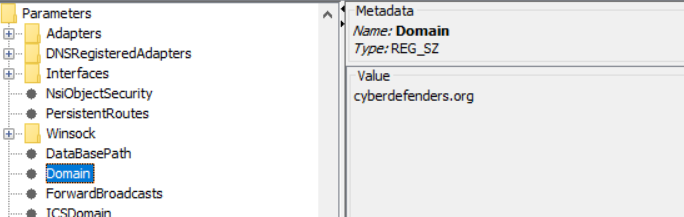 Parameters
Adapters
DNSRegisteredAdapters
Interfaces
NsiObjectSecurity
PersistentRoutes
Winsock
DataBasePath
Domain
ForwardBroadcasts
ICSDomain
Metadata
Name: Domain
Type: REG_SZ
Value
cyberdefenders.org